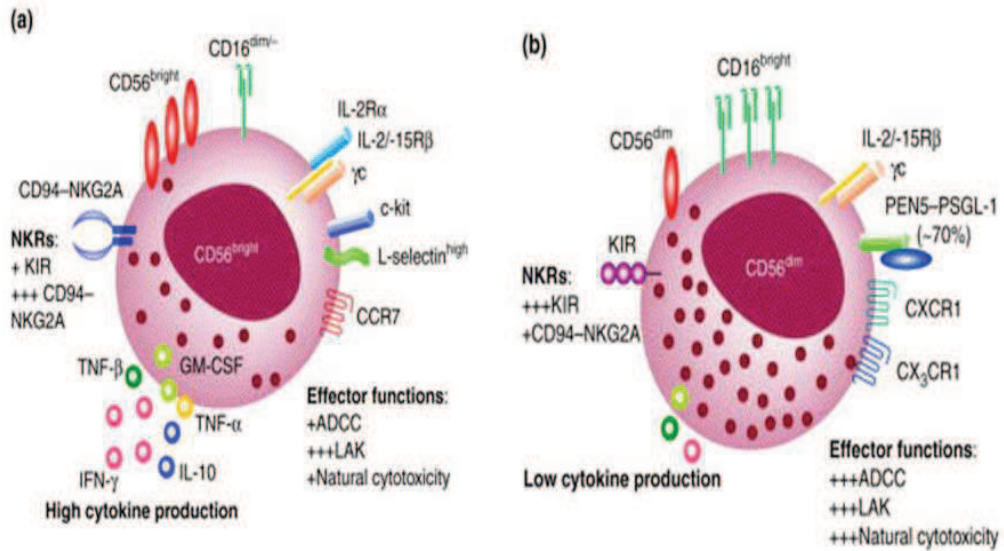 (a)
CD16dim/–
CD56bright
IL-2Rα
IL-2/-15Rβ
γc
CD94–NKG2A
c-kit
NKRs:
+ KIR
+++ CD94–
NKG2A
CD56bright
L-selectinhigh
CCR7
TNF-β
GM-CSF
TNF-α
IFN-γ
IL-10
Effector functions:
+ADCC
+++LAK
+Natural cytotoxicity
High cytokine production
(b)
CD16bright
CD56dim
IL-2/-15Rβ
γc
PEN5–PSGL-1
(~70%)
KIR
NKRs:
+++KIR
+CD94–NKG2A
CD56dim
CXCR1
CX3CR1
Low cytokine production
Effector functions:
+++ADCC
+++LAK
+++Natural cytotoxicity